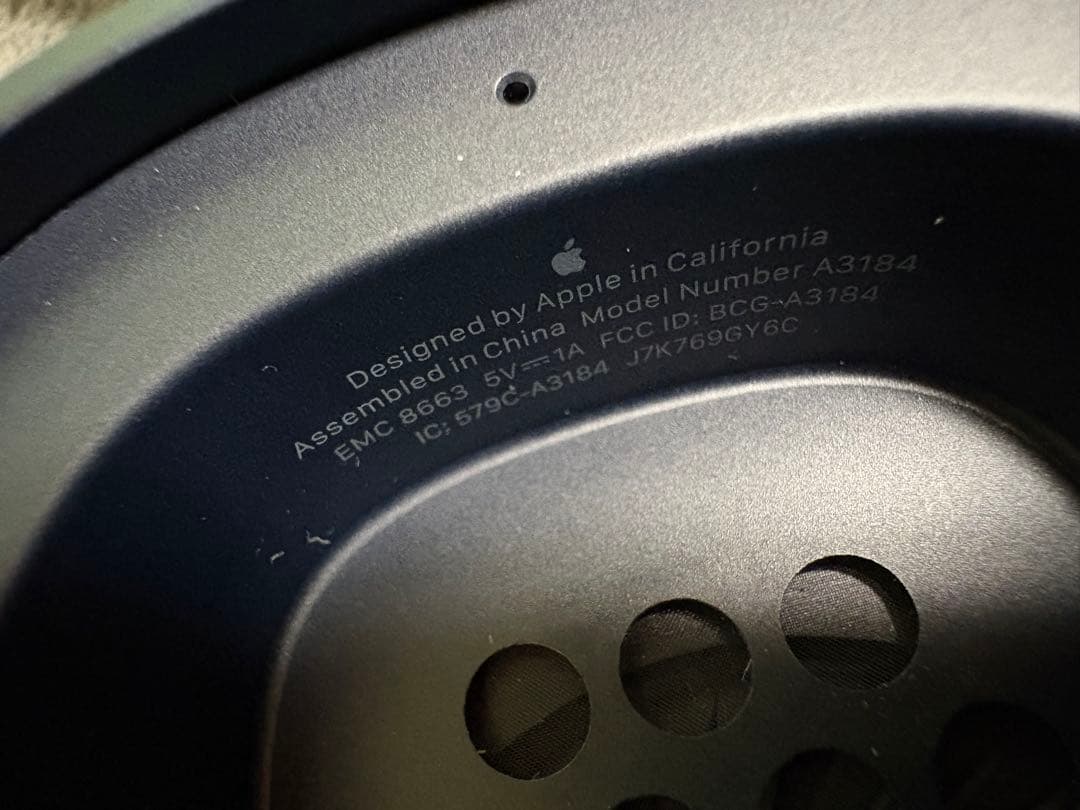 Designed by Apple in California
Assembled in China Model Number A3184
EMC 8663 5V⎓1A FCC ID: BCG-A3184
IC: 579C-A3184 J7K769GY6C